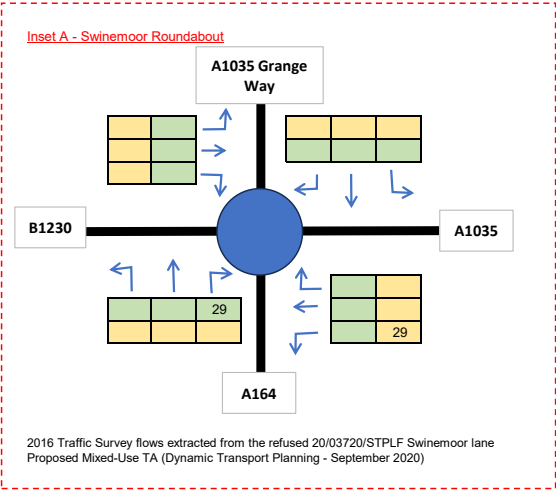 Inset A - Swinemoor Roundabout
A1035 Grange
Way
B1230
A1035
29
29
A164
2016 Traffic Survey flows extracted from the refused 20/03720/STPLF Swinemoor lane
Proposed Mixed-Use TA (Dynamic Transport Planning - September 2020)